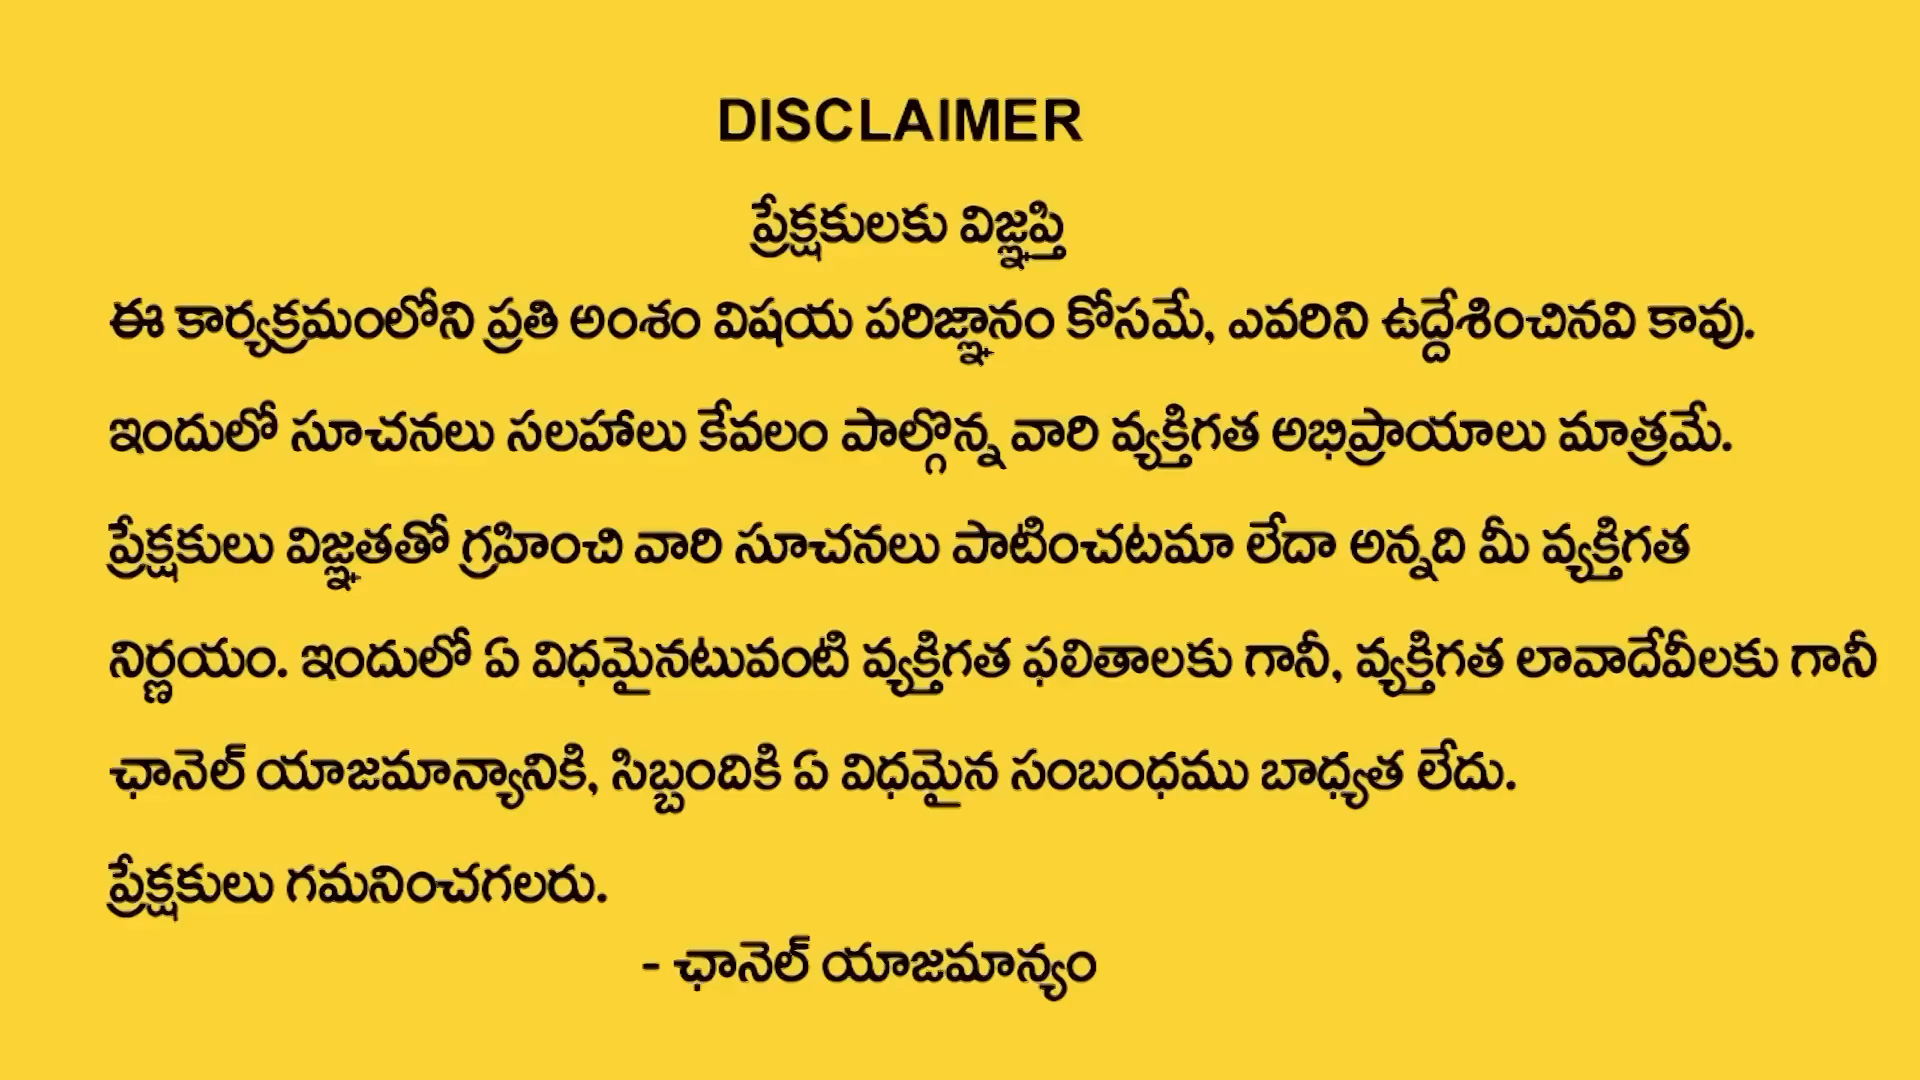 DISCLAIMER
ప్రేక్షకులకు విజ్ఞప్తి
ఈ కార్యక్రమంలోని ప్రతి అంశం విషయ పరిజ్ఞానం కోసమే, ఎవరిని ఉద్దేశించినవి కావు.
ఇందులో సూచనలు సలహాలు కేవలం పాల్గొన్న వారి వ్యక్తిగత అభిప్రాయాలు మాత్రమే.
ప్రేక్షకులు విజ్ఞతతో గ్రహించి వారి సూచనలు పాటించటమా లేదా అన్నది మీ వ్యక్తిగత
నిర్ణయం. ఇందులో ఏ విధమైనటువంటి వ్యక్తిగత ఫలితాలకు గానీ, వ్యక్తిగత లావాదేవీలకు గానీ
ఛానెల్ యాజమాన్యానికి, సిబ్బందికి ఏ విధమైన సంబంధము బాధ్యత లేదు.
ప్రేక్షకులు గమనించగలరు.
- ఛానెల్ యాజమాన్యం